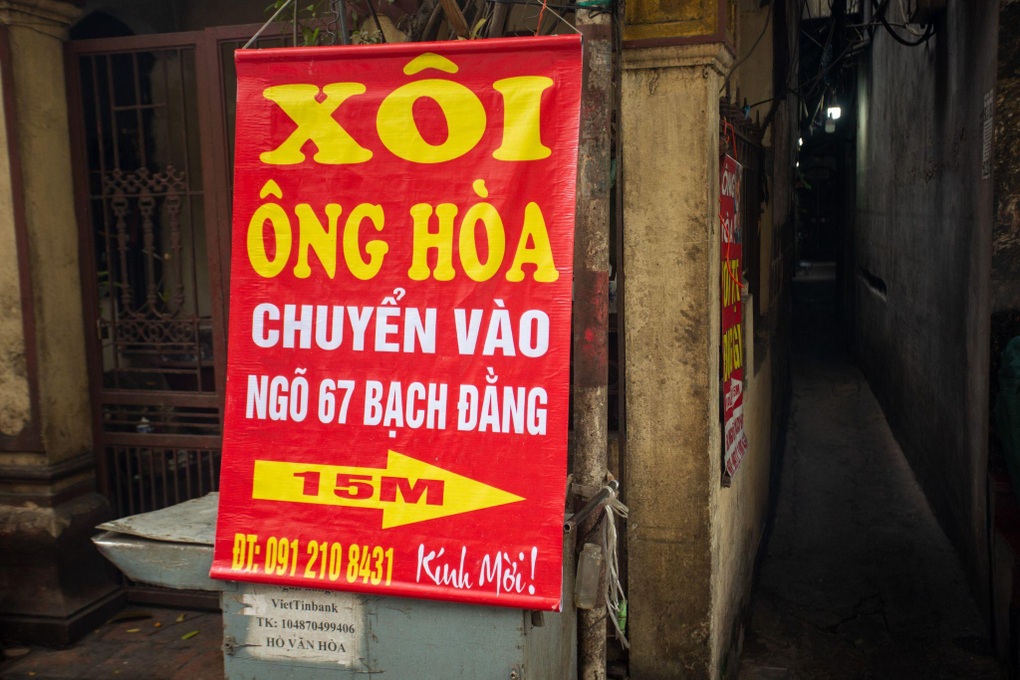 XÔI
ÔNG HÒA
CHUYỂN VÀO
NGÕ 67 BẠCH ĐẰNG
15M
ĐT: 091 210 8431
Kính Mời!
VietTinbank
TK: 104870499406
HỒ VĂN HÒA
ÔNG